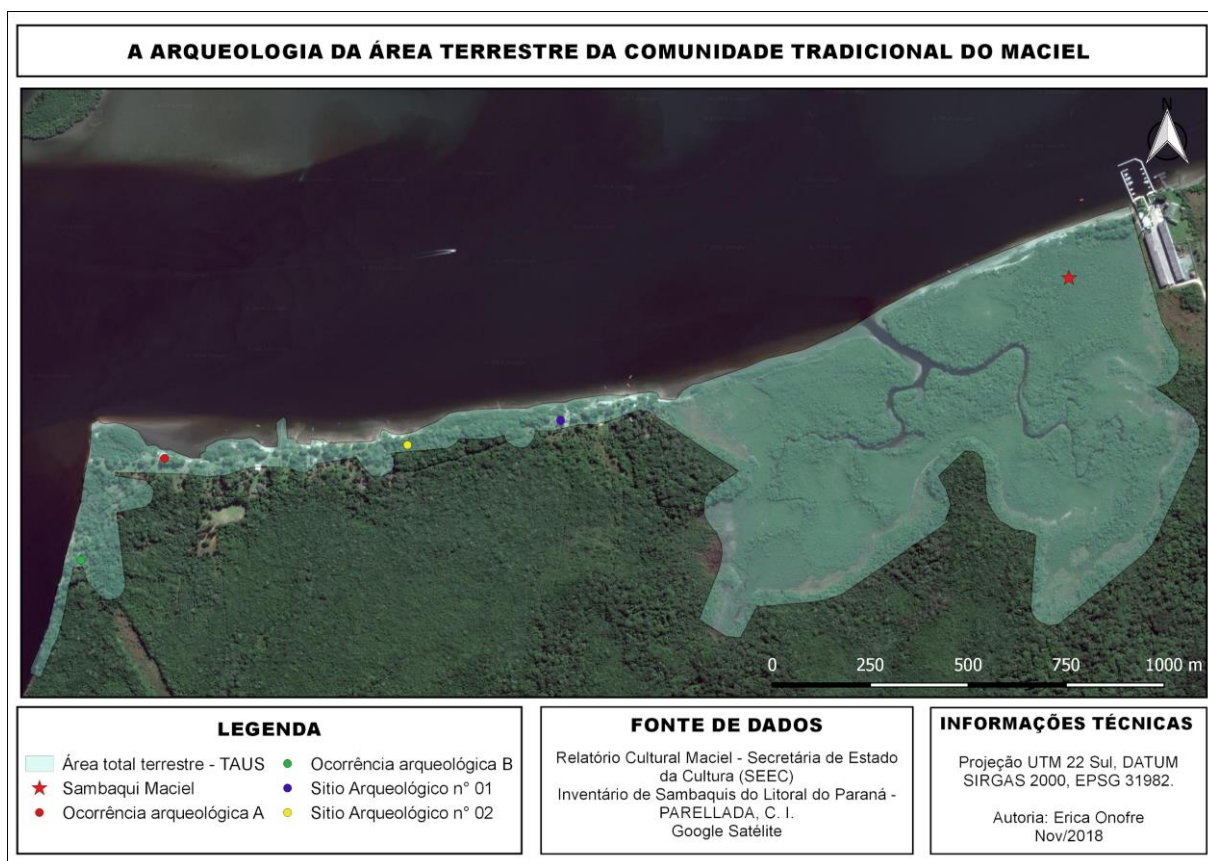 A ARQUEOLOGIA DA ÁREA TERRESTRE DA COMUNIDADE TRADICIONAL DO MACIEL
N
0 250 500 750 1000 m
LEGENDA
Área total terrestre - TAUS
Sambaqui Maciel
Ocorrência arqueológica A
Ocorrência arqueológica B
Sitio Arqueológico n° 01
Sitio Arqueológico n° 02
FONTE DE DADOS
Relatório Cultural Maciel - Secretária de Estado
da Cultura (SEEC)
Inventário de Sambaquis do Litoral do Paraná -
PARELLADA, C. I.
Google Satélite
INFORMAÇÕES TÉCNICAS
Projeção UTM 22 Sul, DATUM
SIRGAS 2000, EPSG 31982.
Autoria: Erica Onofre
Nov/2018